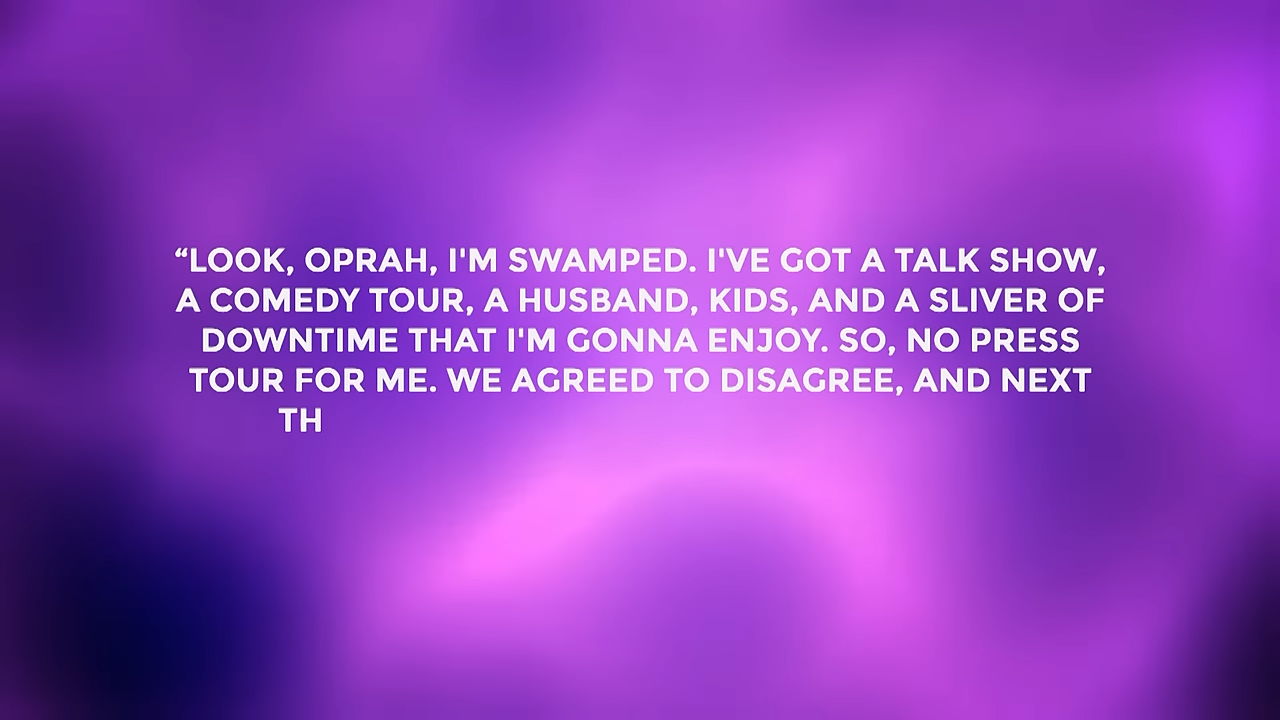 “LOOK, OPRAH, I'M SWAMPED. I'VE GOT A TALK SHOW,
A COMEDY TOUR, A HUSBAND, KIDS, AND A SLIVER OF
DOWNTIME THAT I'M GONNA ENJOY. SO, NO PRESS
TOUR FOR ME. WE AGREED TO DISAGREE, AND NEXT
TH